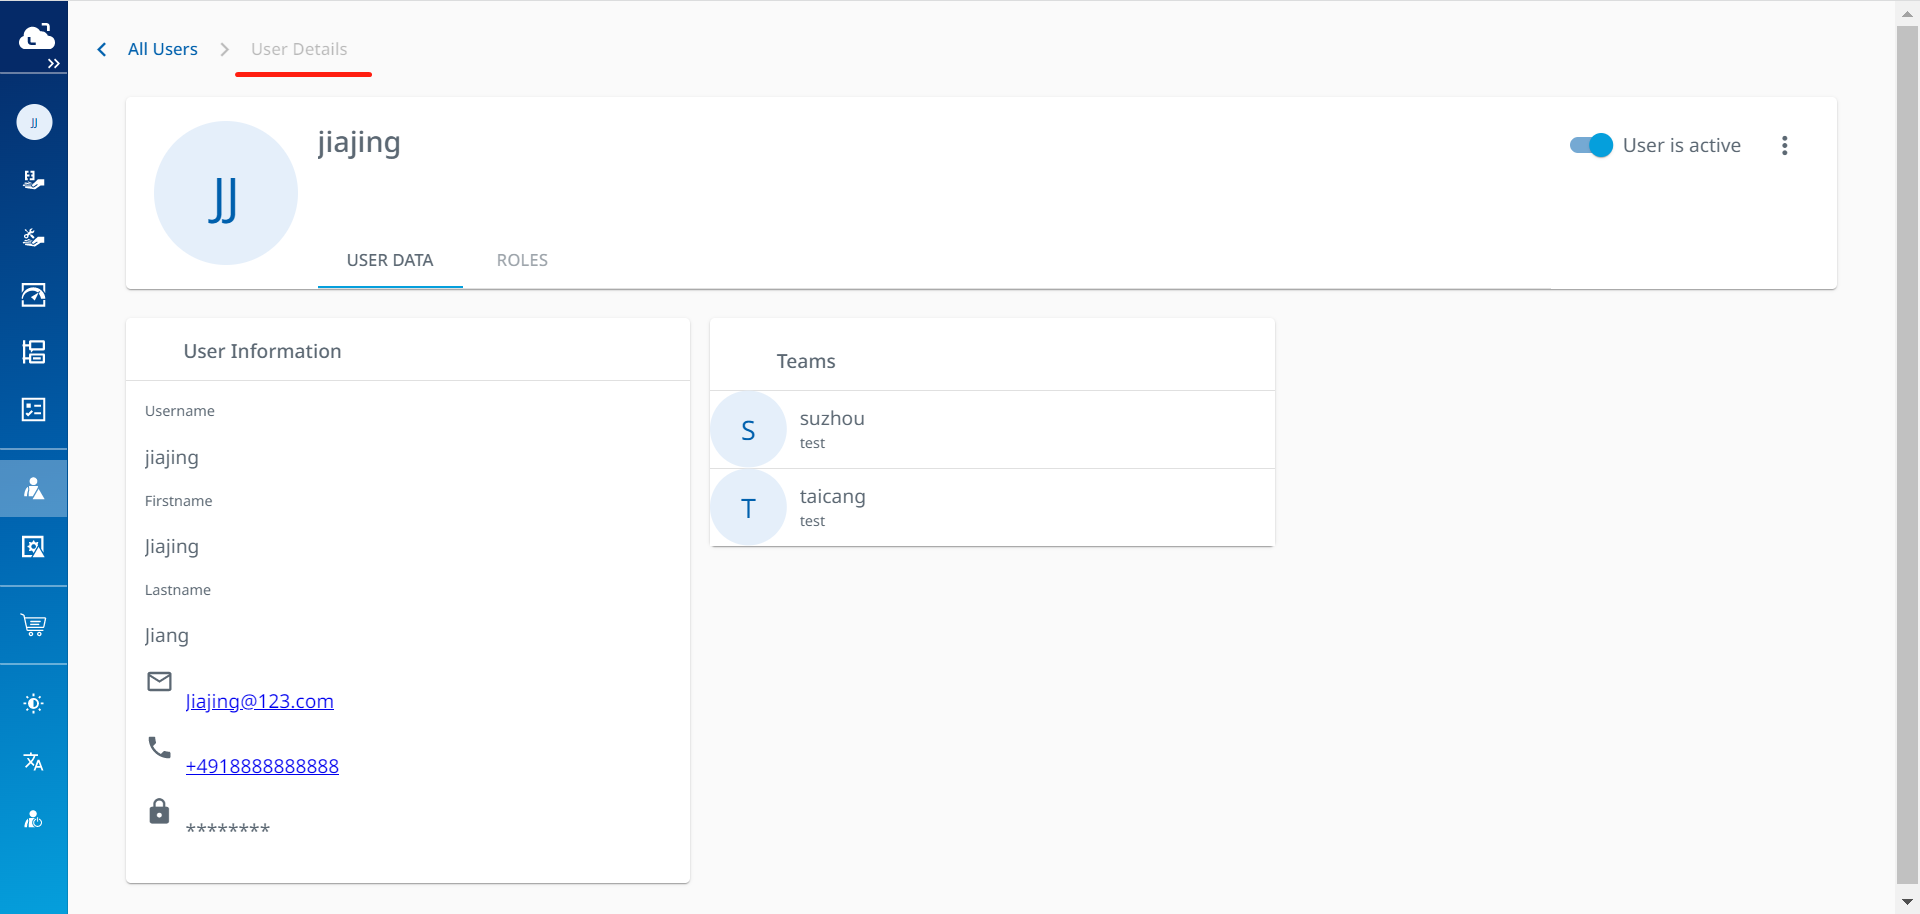 All Users > User Details
JJ
JJ
jiajing
User is active
USER DATA
ROLES
User Information
Username
jiajing
Firstname
Jiajing
Lastname
Jiang
Jiajing@123.com
+4918888888888
********
Teams
S
suzhou
test
T
taicang
test